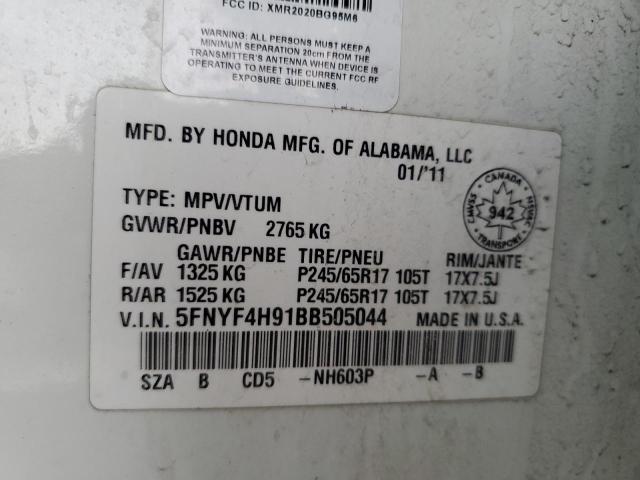 FCC ID: XMR2020BG95M6
WARNING: ALL PERSONS MUST KEEP A
MINIMUM SEPARATION 20cm FROM THE
TRANSMITTER'S ANTENNA WHEN DEVICE IS
TO MEET THE CURRENT FCC RF
EXPOSURE GUIDELINES.
MFD. BY HONDA MFG. OF ALABAMA, LLC
01/'11
TYPE: MPV/VTUM
GVWR/PNBV 2765 KG
GAWR/PNBE TIRE/PNEU RIM/JANTE
F/AV 1325 KG P245/65R17 105T 17X7.5J
R/AR 1525 KG P245/65R17 105T 17X7.5J
V.I.N. 5FNYF4H91BB505044 MADE IN U.S.A.
SZA B CD5 -NH603P -A -B
CANADA
CMVSS
942
NSVAC
TRANSPORT